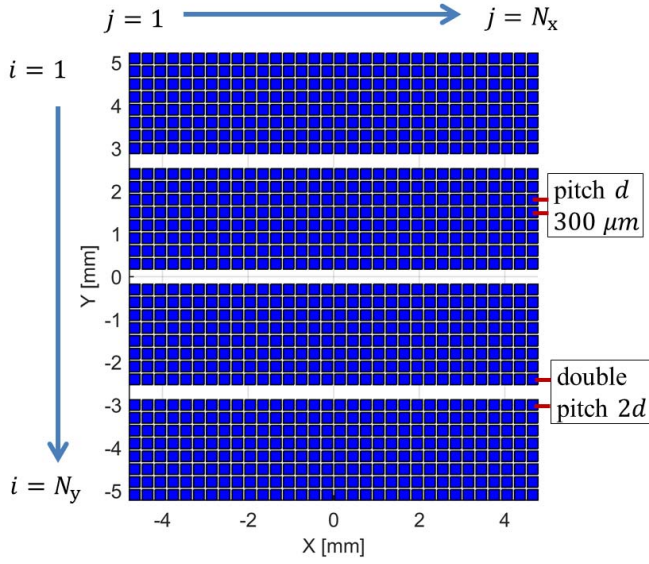 j = 1
j = Nₓ
i = 1
5
4
3
2
1
0
-1
-2
-3
-4
-5
Y [mm]
pitch d
300 μm
double
pitch 2d
i = N_y
-4
-2
0
2
4
X [mm]